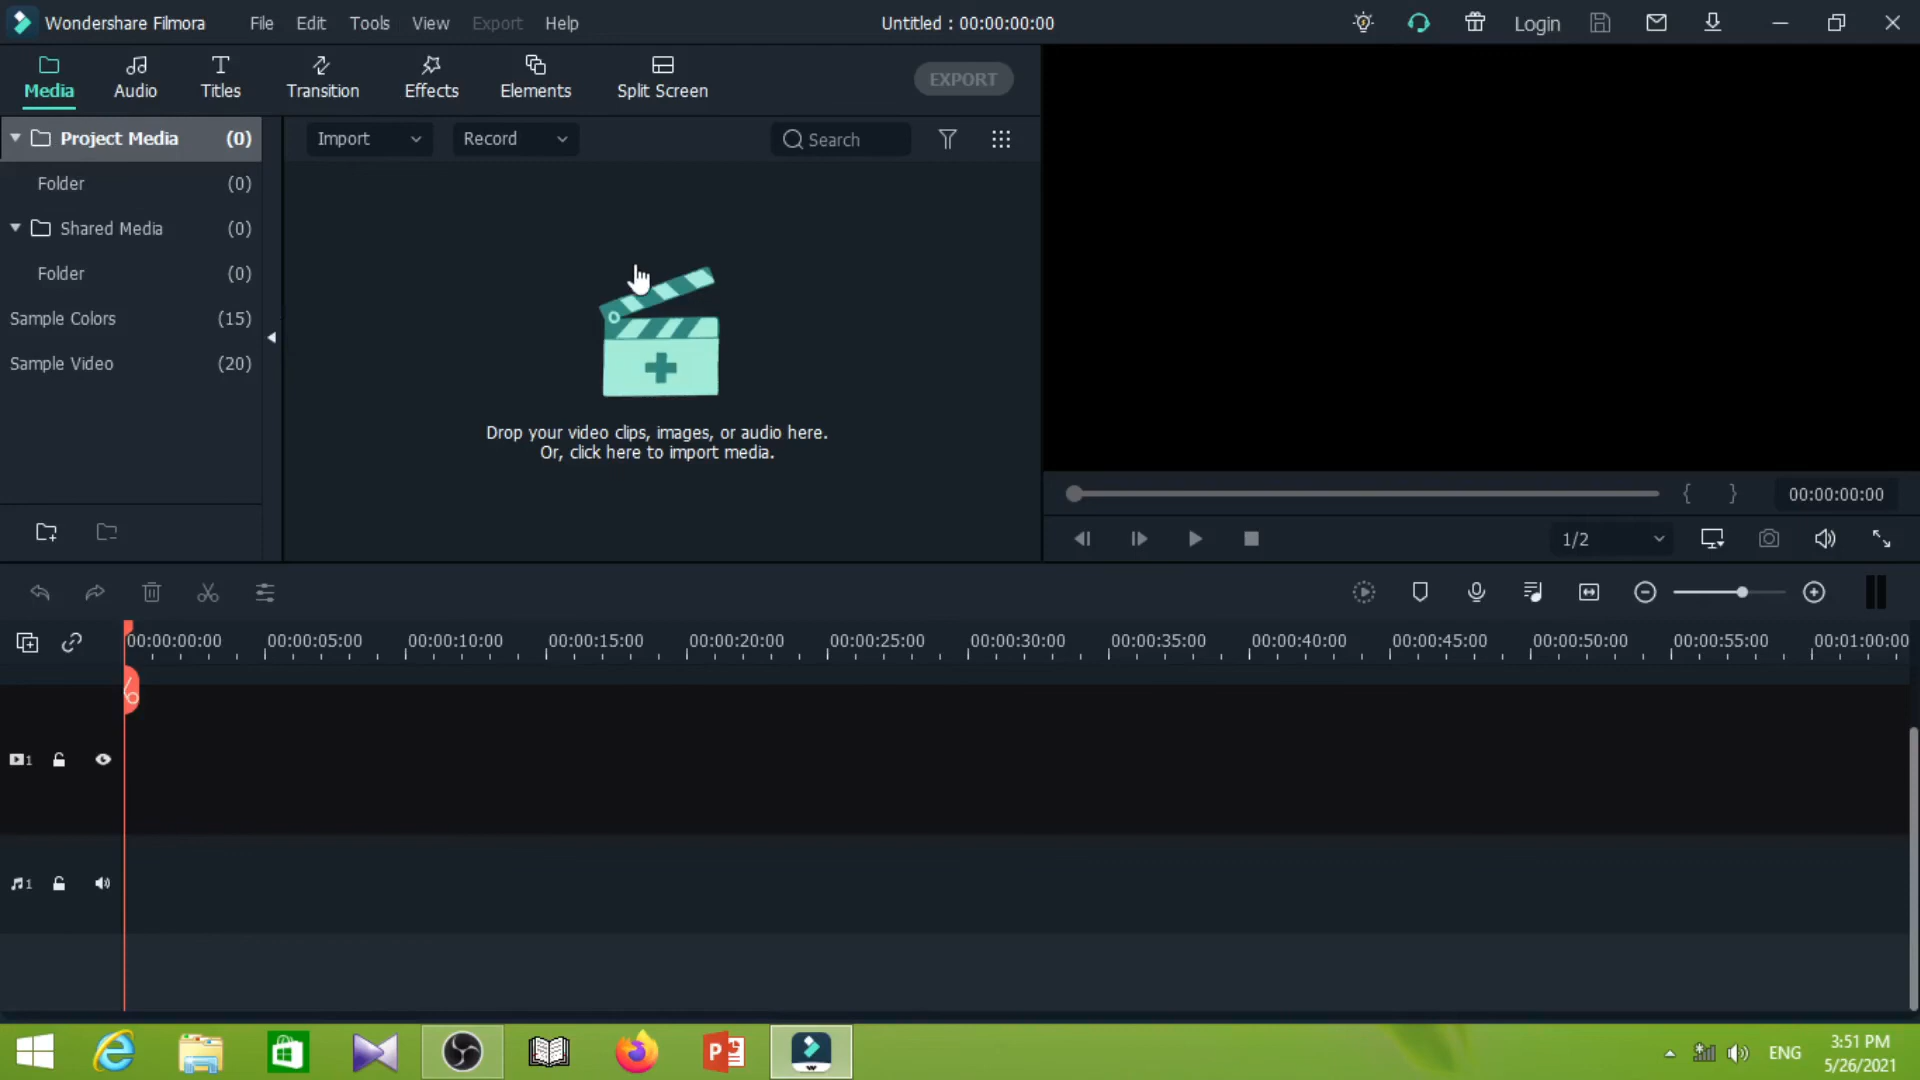 Wondershare Filmora File Edit Tools View Export Help Untitled : 00:00:00:00 Login
Media Audio Titles Transition Effects Elements Split Screen EXPORT
Project Media (0) Import Record Search
Folder (0)
Shared Media (0)
Folder (0)
Sample Colors (15)
Sample Video (20)
Drop your video clips, images, or audio here.
Or, click here to import media.
{ } 00:00:00:00
1/2
00:00:00:00 00:00:05:00 00:00:10:00 00:00:15:00 00:00:20:00 00:00:25:00 00:00:30:00 00:00:35:00 00:00:40:00 00:00:45:00 00:00:50:00 00:00:55:00 00:01:00:00
1
1
ENG 3:51 PM
5/26/2021